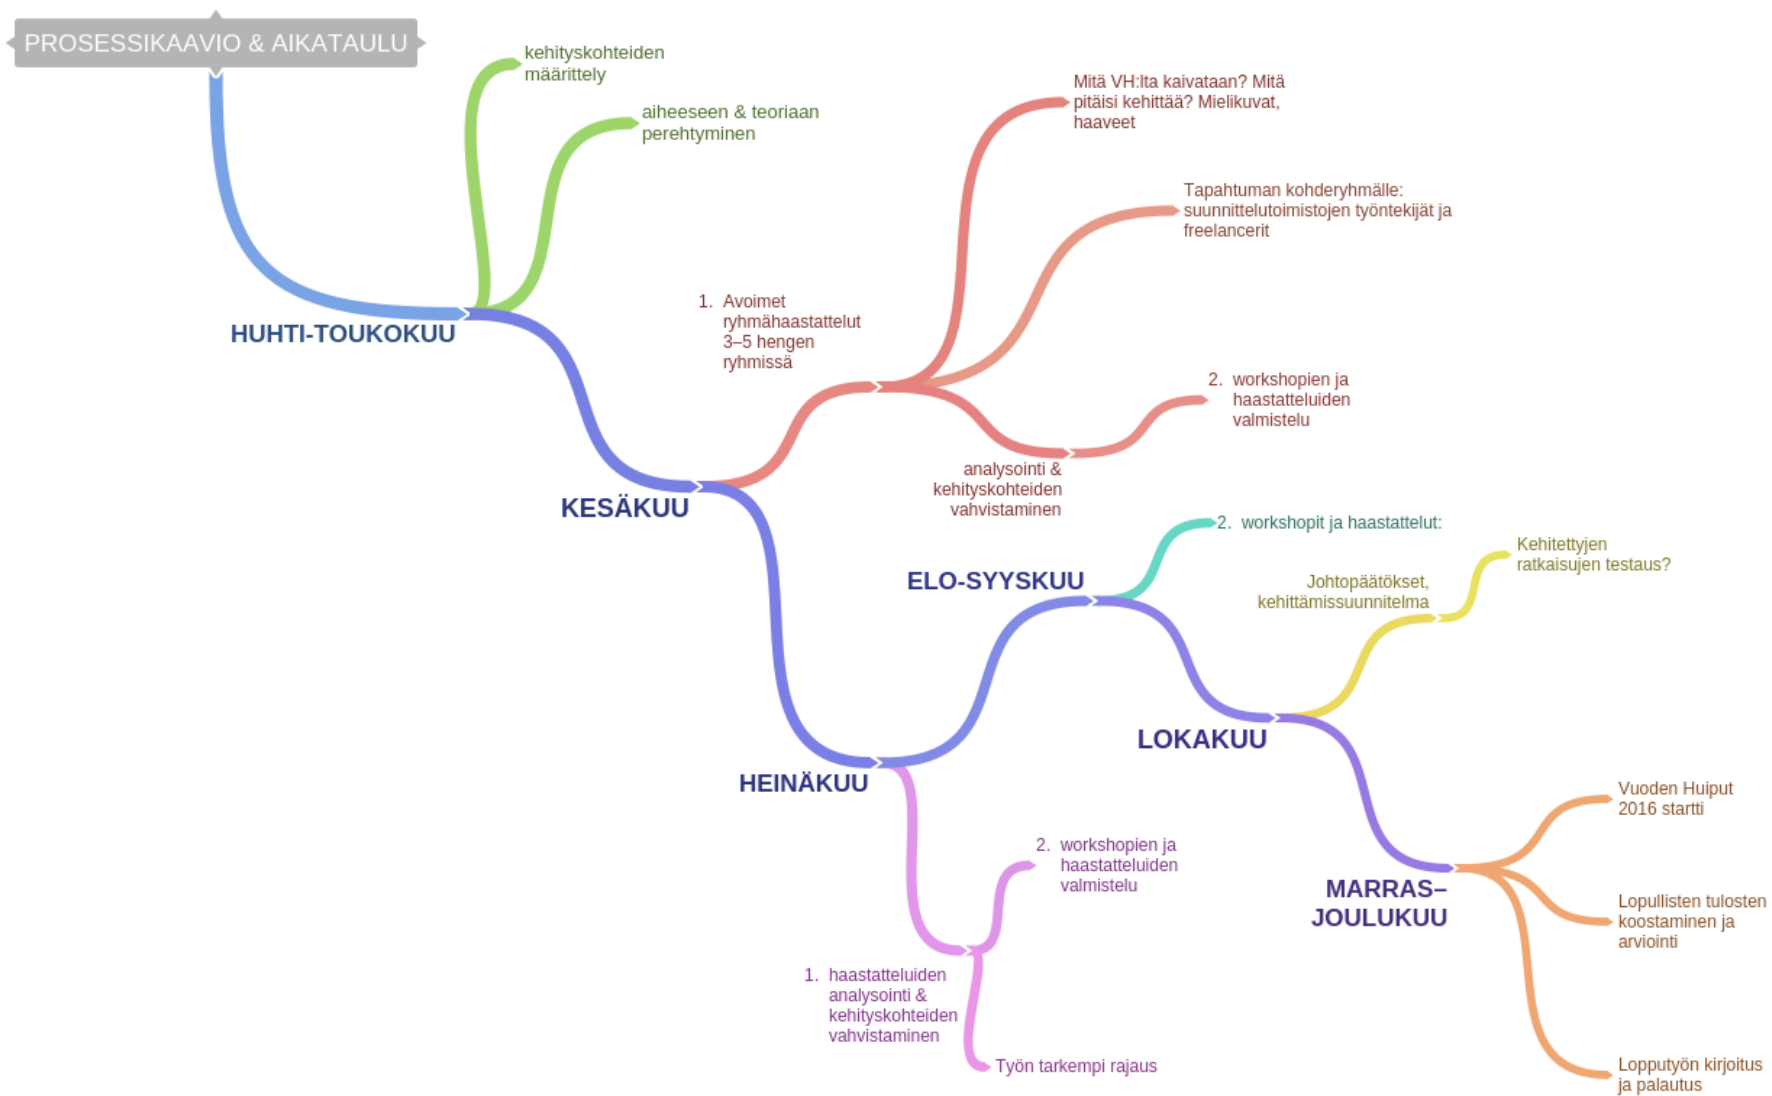 PROSESSIKAAVIO & AIKATAULU
kehityskohteiden
määrittely
aiheeseen & teoriaan
perehtyminen
HUHTI-TOUKOKUU
Mitä VH:lta kaivataan? Mitä
pitäisi kehittää? Mielikuvat,
haaveet
Tapahtuman kohderyhmälle:
suunnittelutoimistojen työntekijät ja
freelancerit
1. Avoimet
ryhmähaastattelut
3–5 hengen
ryhmissä
2. workshopien ja
haastatteluiden
valmistelu
analysointi &
kehityskohteiden
vahvistaminen
KESÄKUU
2. workshopit ja haastattelut:
ELO-SYYSKUU
Kehitettyjen
ratkaisujen testaus?
Johtopäätökset,
kehittämissuunnitelma
LOKAKUU
HEINÄKUU
2. workshopien ja
haastatteluiden
valmistelu
1. haastatteluiden
analysointi &
kehityskohteiden
vahvistaminen
Työn tarkempi rajaus
Vuoden Huiput
2016 startti
MARRAS–
JOULUKUU
Lopullisten tulosten
koostaminen ja
arviointi
Lopputyön kirjoitus
ja palautus